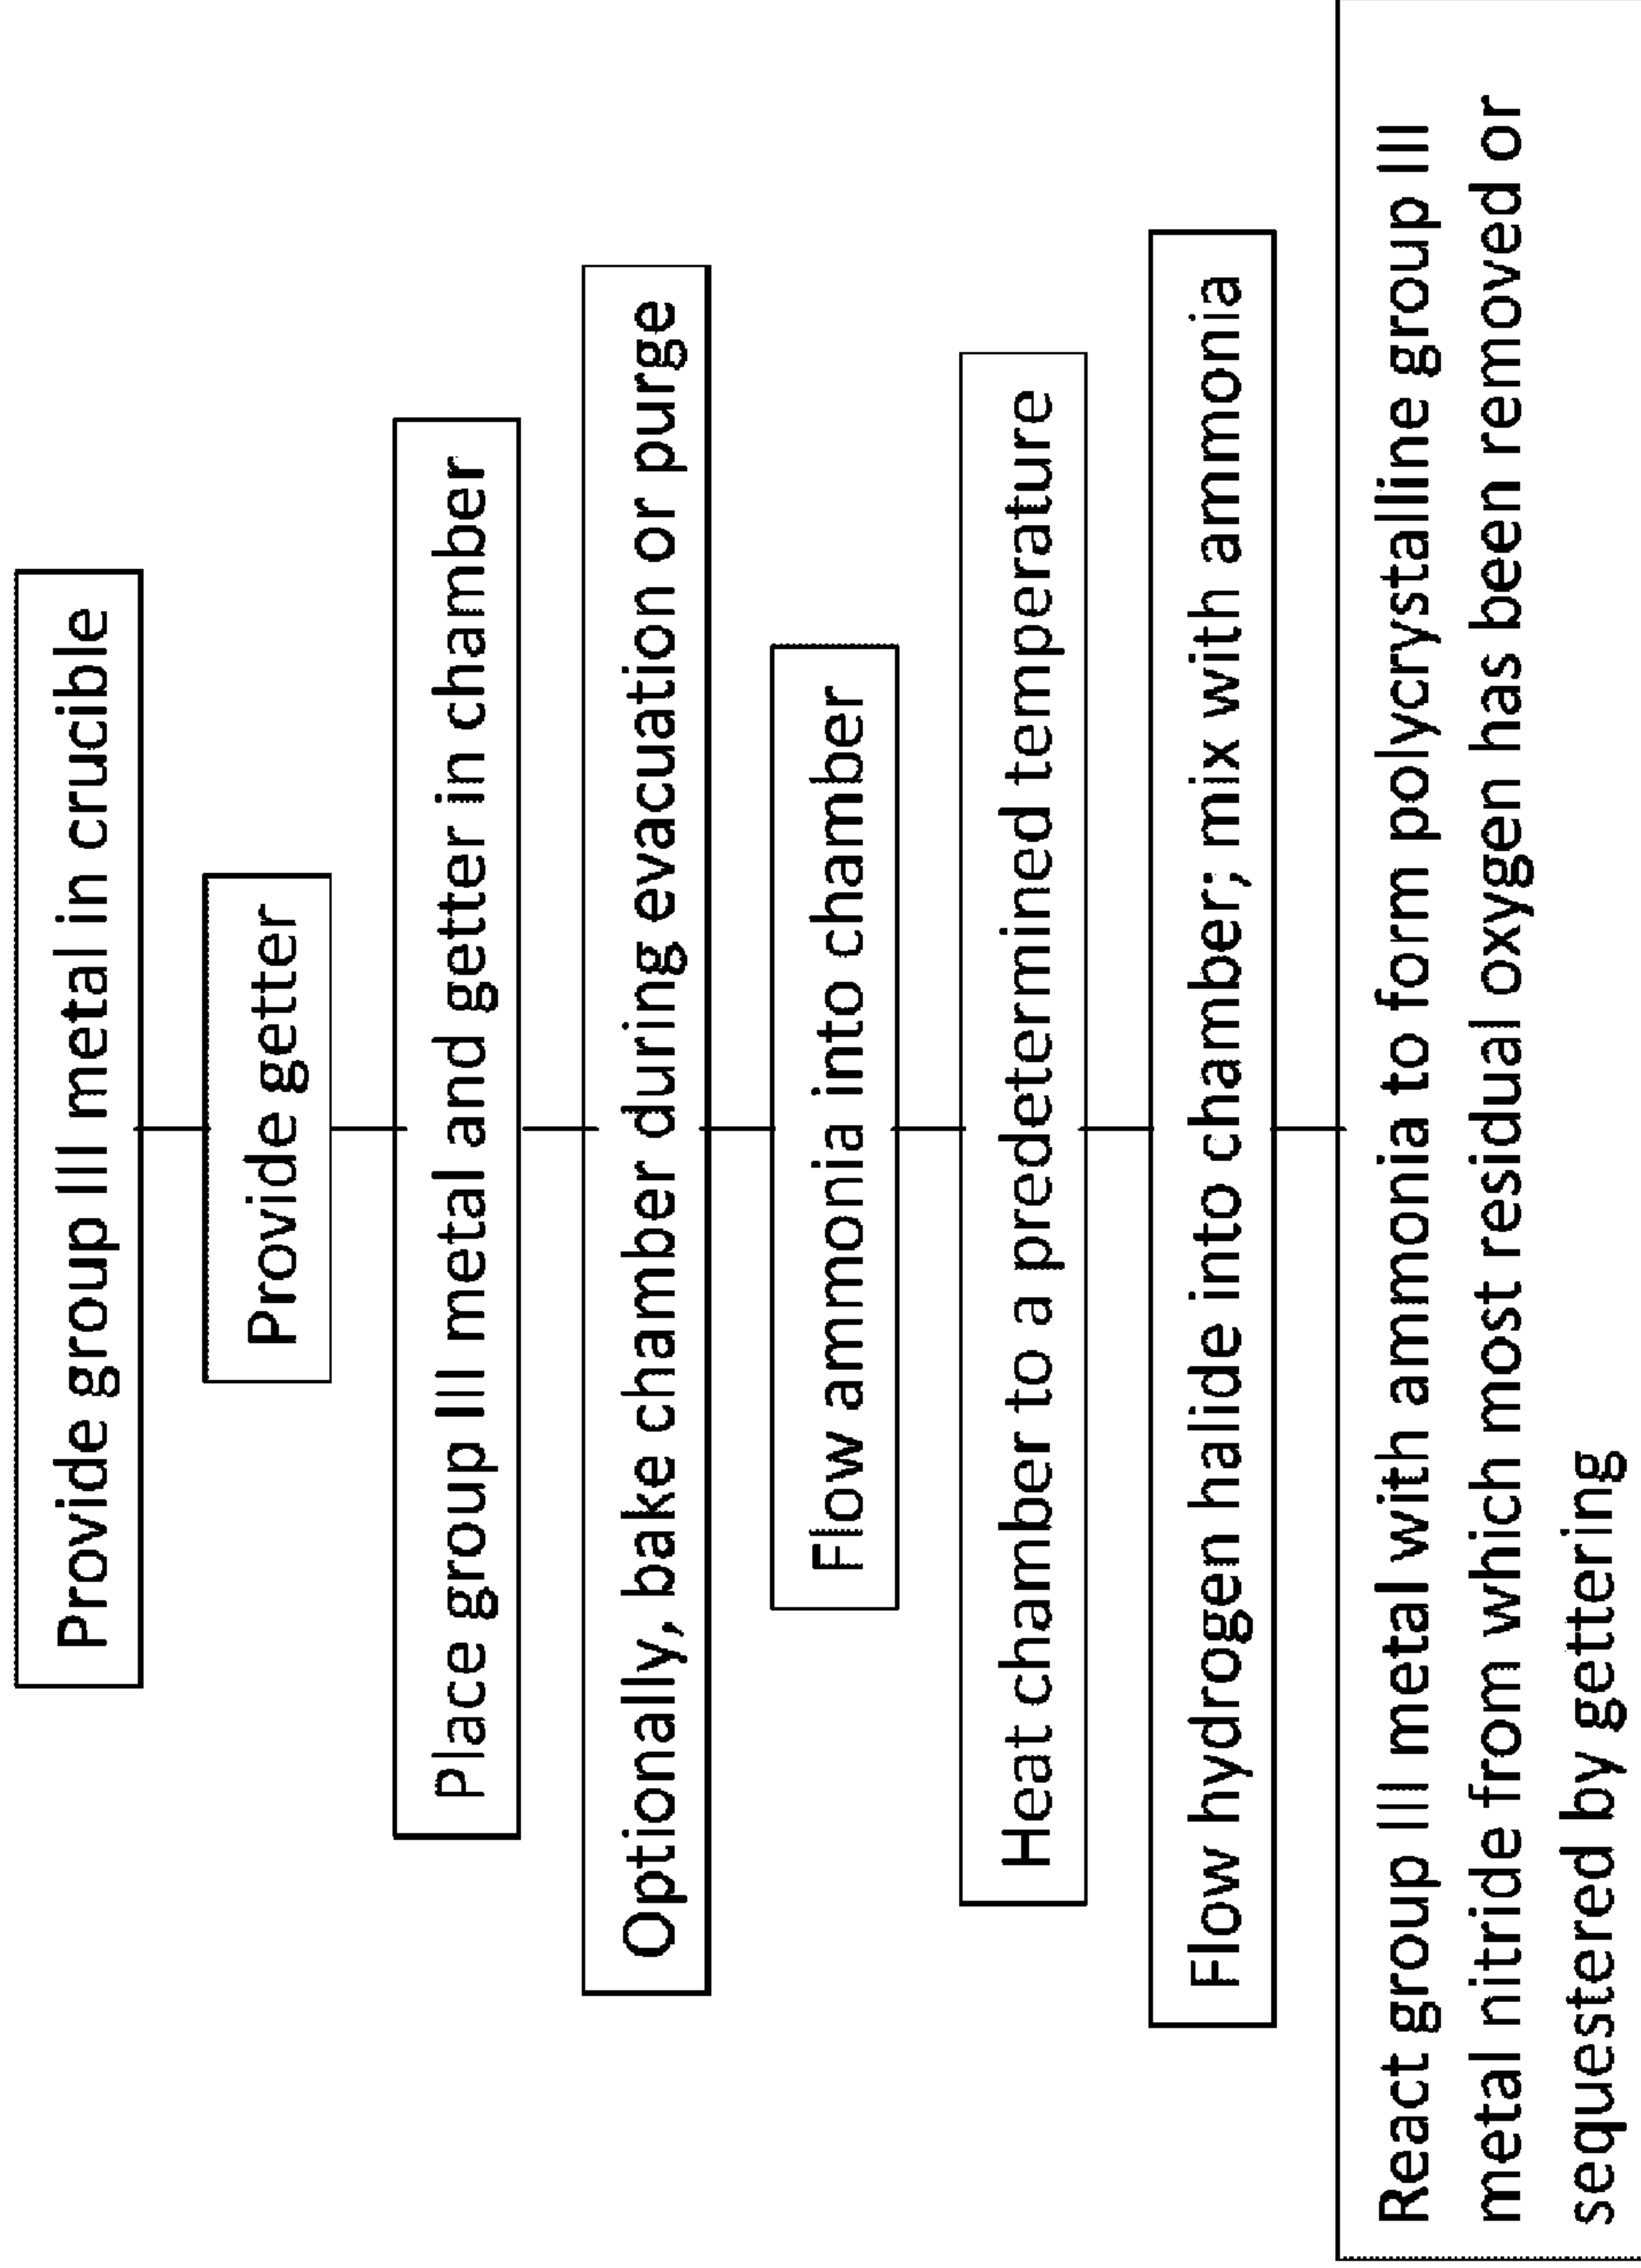 Provide group III metal in crucible
Provide getter
Place group III metal and getter in chamber
Optionally, bake chamber during evacuation or purge
Flow ammonia into chamber
Heat chamber to a predetermined temperature
Flow hydrogen halide into chamber; mix with ammonia
React group III metal with ammonia to form polycrystalline group III
metal nitride from which most residual oxygen has been removed or
sequestered by gettering